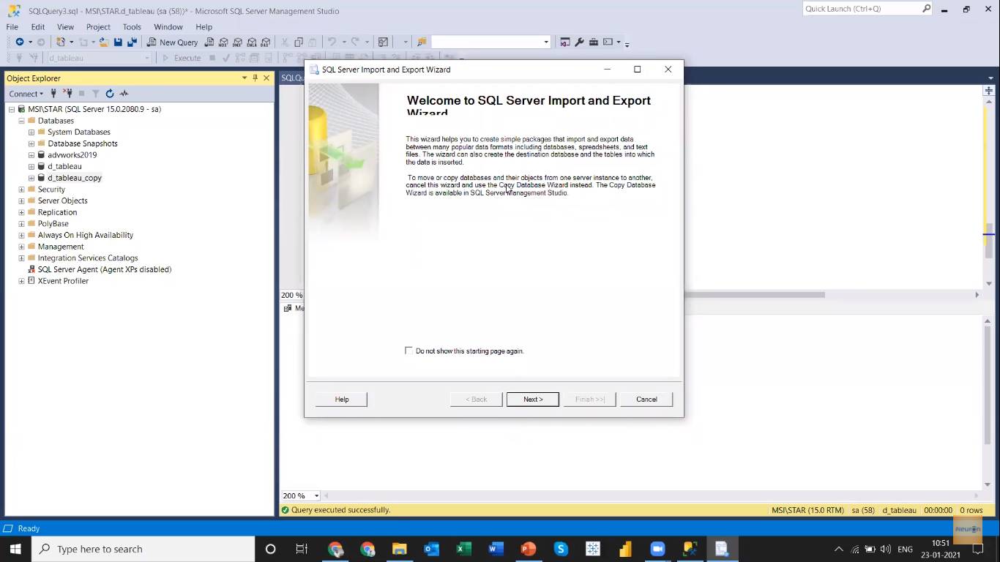 SQLQuery3.sql - MSI\STAR.d_tableau (sa (58))* - Microsoft SQL Server Management Studio
Quick Launch (Ctrl+Q)
File Edit View Project Tools Window Help
New Query
d_tableau
Execute
Object Explorer
SQLQu
SQL Server Import and Export Wizard
Connect
MSI\STAR (SQL Server 15.0.2080.9 - sa)
Databases
System Databases
Database Snapshots
advworks2019
d_tableau
d_tableau_copy
Security
Server Objects
Replication
PolyBase
Always On High Availability
Management
Integration Services Catalogs
SQL Server Agent (Agent XPs disabled)
XEvent Profiler
Welcome to SQL Server Import and Export
Wizard
This wizard helps you to create simple packages that import and export data
between many popular data formats including databases, spreadsheets, and text
files. The wizard can also create the destination database and the tables into which
the data is inserted.
To move or copy databases and their objects from one server instance to another,
cancel this wizard and use the Copy Database Wizard instead. The Copy Database
Wizard is available in SQL Server Management Studio.
Do not show this starting page again.
Help < Back Next > Finish >>| Cancel
200 %
Me
200 %
Query executed successfully.
MSI\STAR (15.0 RTM) sa (58) d_tableau 00:00:00 0 rows
Ready
Neuron
Type here to search
ENG
10:51
23-01-2021